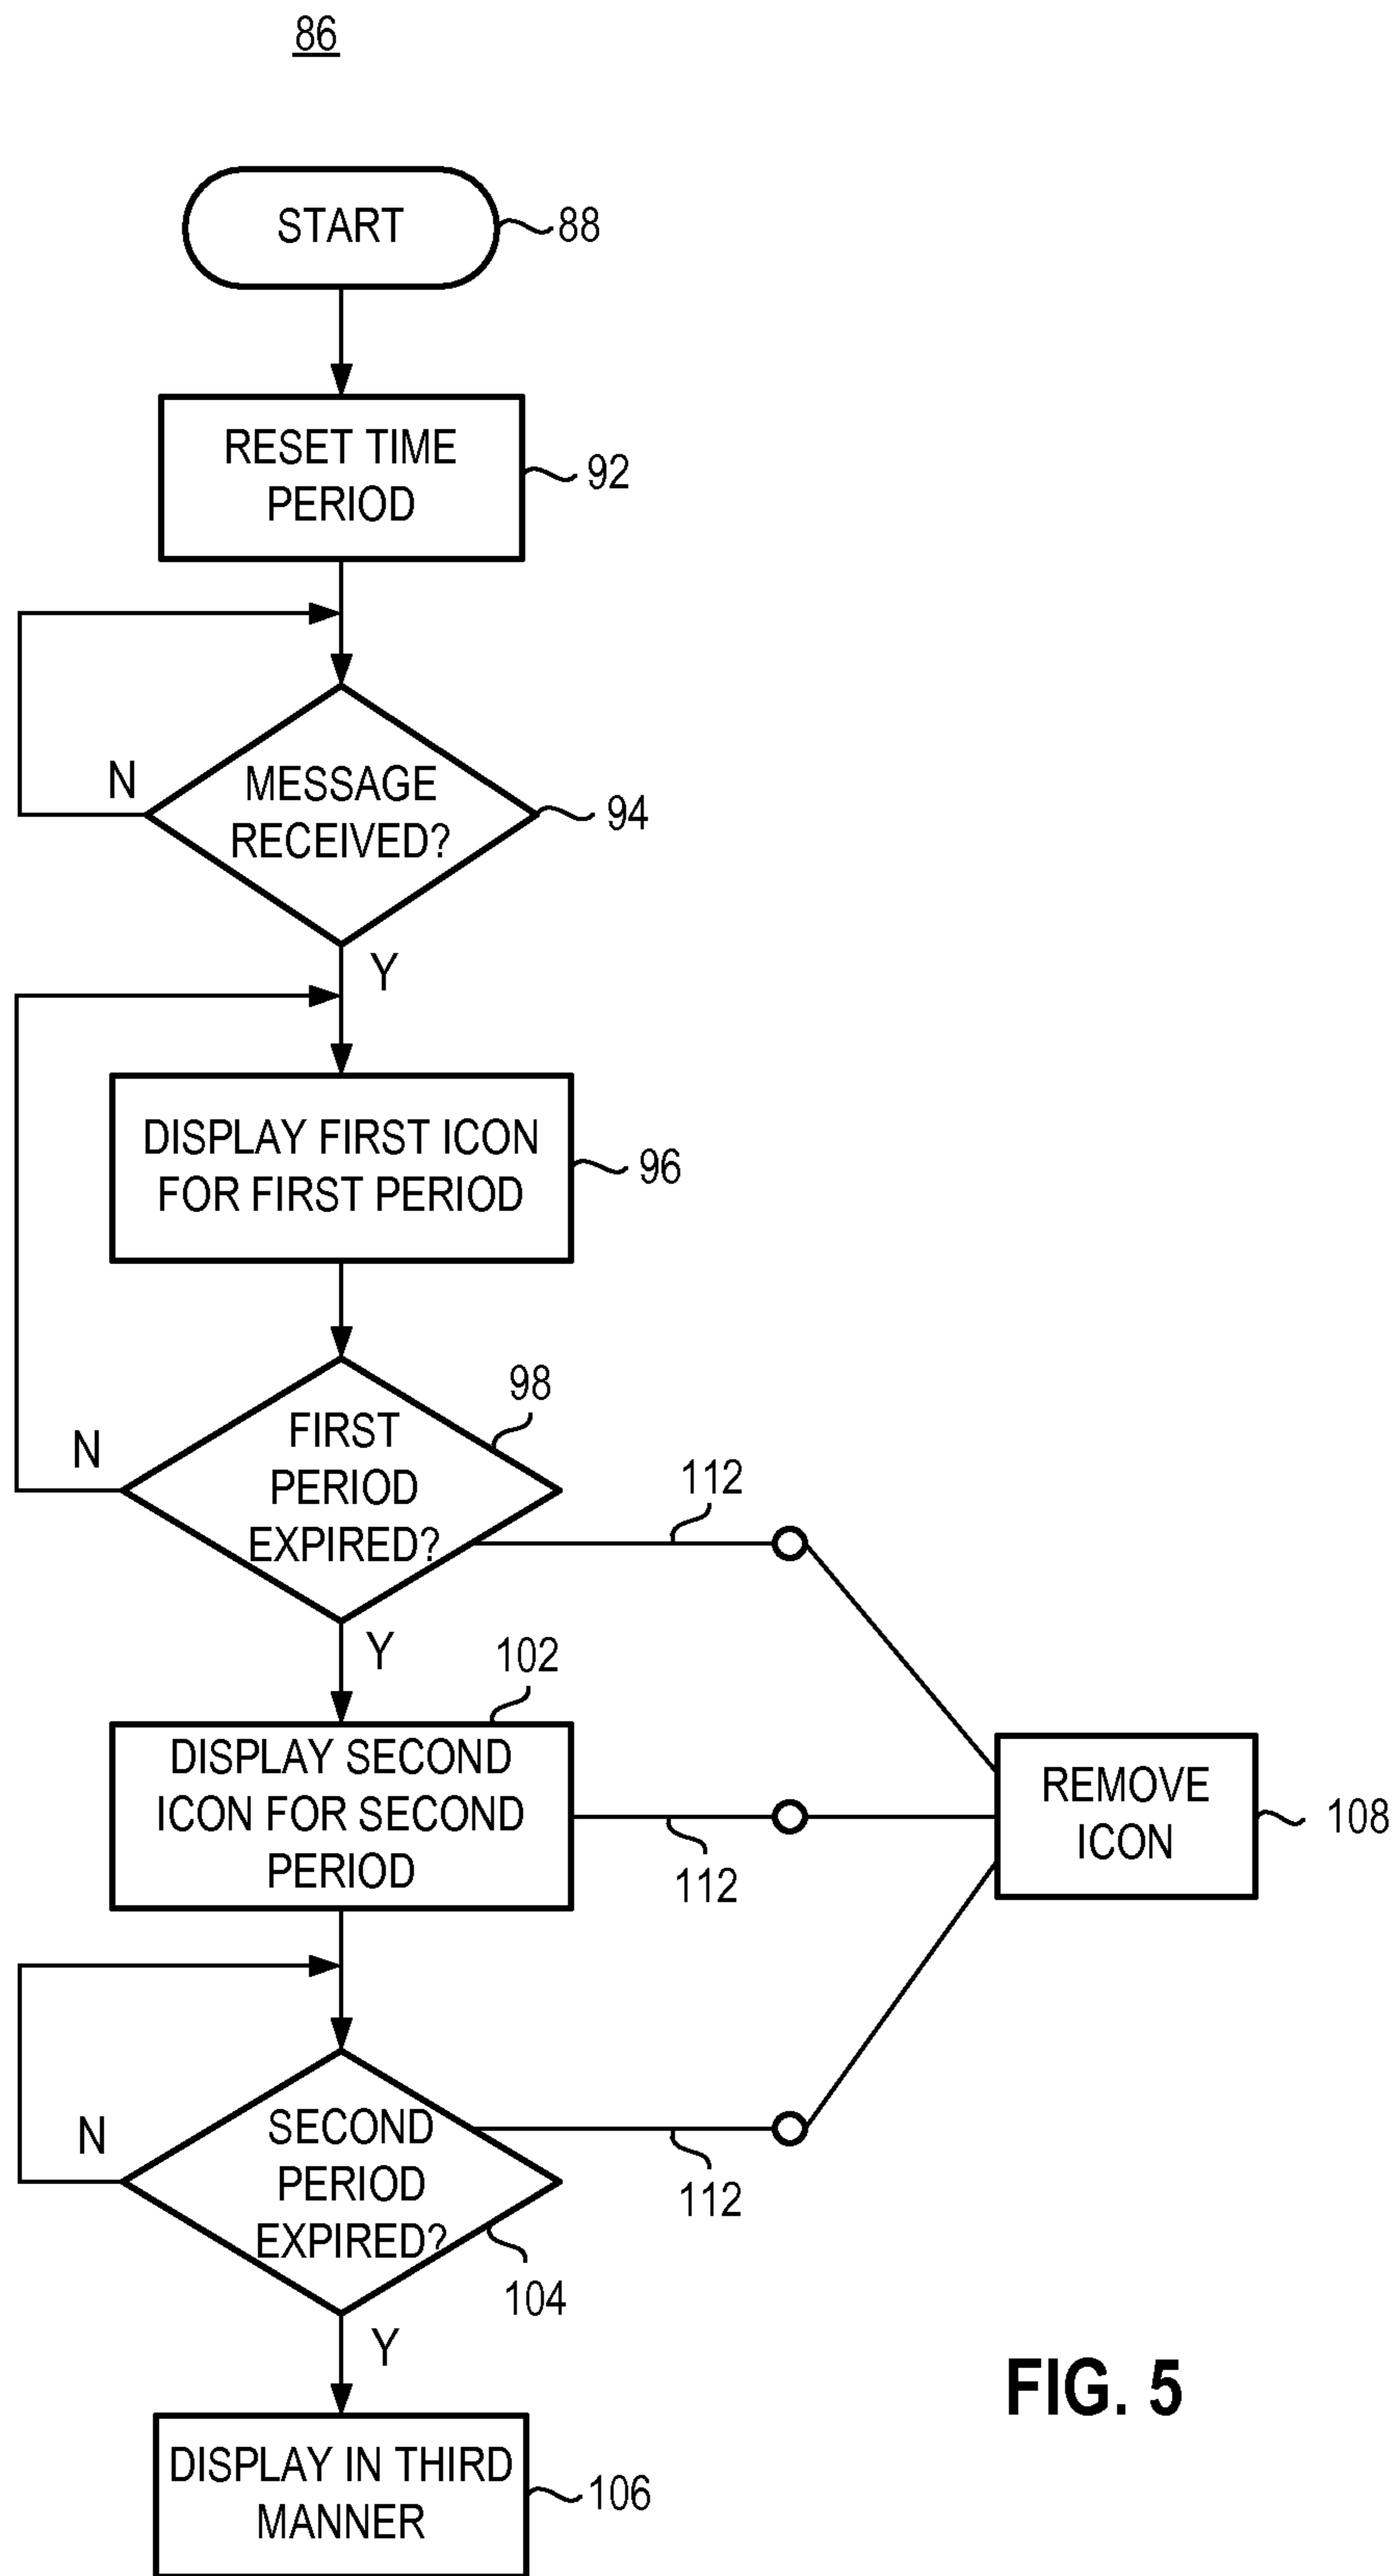 86
START
88
RESET TIME
PERIOD
92
N
MESSAGE
RECEIVED?
94
Y
DISPLAY FIRST ICON
FOR FIRST PERIOD
96
98
N
FIRST
PERIOD
EXPIRED?
112
Y
102
DISPLAY SECOND
ICON FOR SECOND
PERIOD
112
REMOVE
ICON
108
N
SECOND
PERIOD
EXPIRED?
112
104
Y
FIG. 5
DISPLAY IN THIRD
MANNER
106